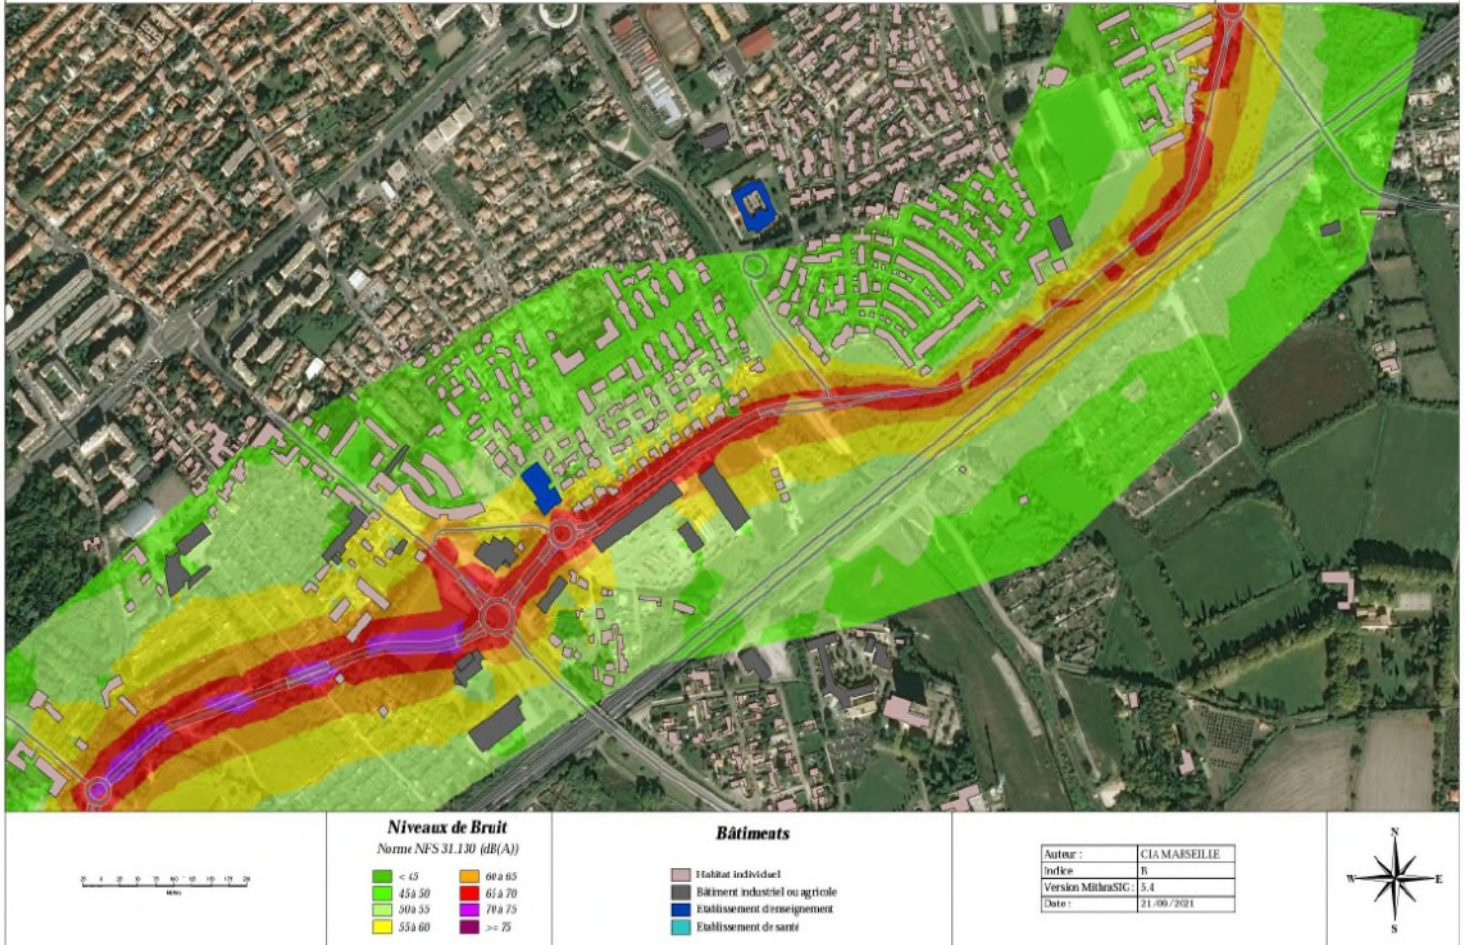 Niveaux de Bruit
Norme NFS 31.130 (dB(A))
< 45
45 à 50
50 à 55
55 à 60
60 à 65
65 à 70
70 à 75
>= 75
Bâtiments
Habitat individuel
Bâtiment industriel ou agricole
Etablissement d'enseignement
Etablissement de santé
Auteur : CIA MARSEILLE
Indice B
Version MithraSIG : 5.4
Date : 21/09/2021
N
W E
S